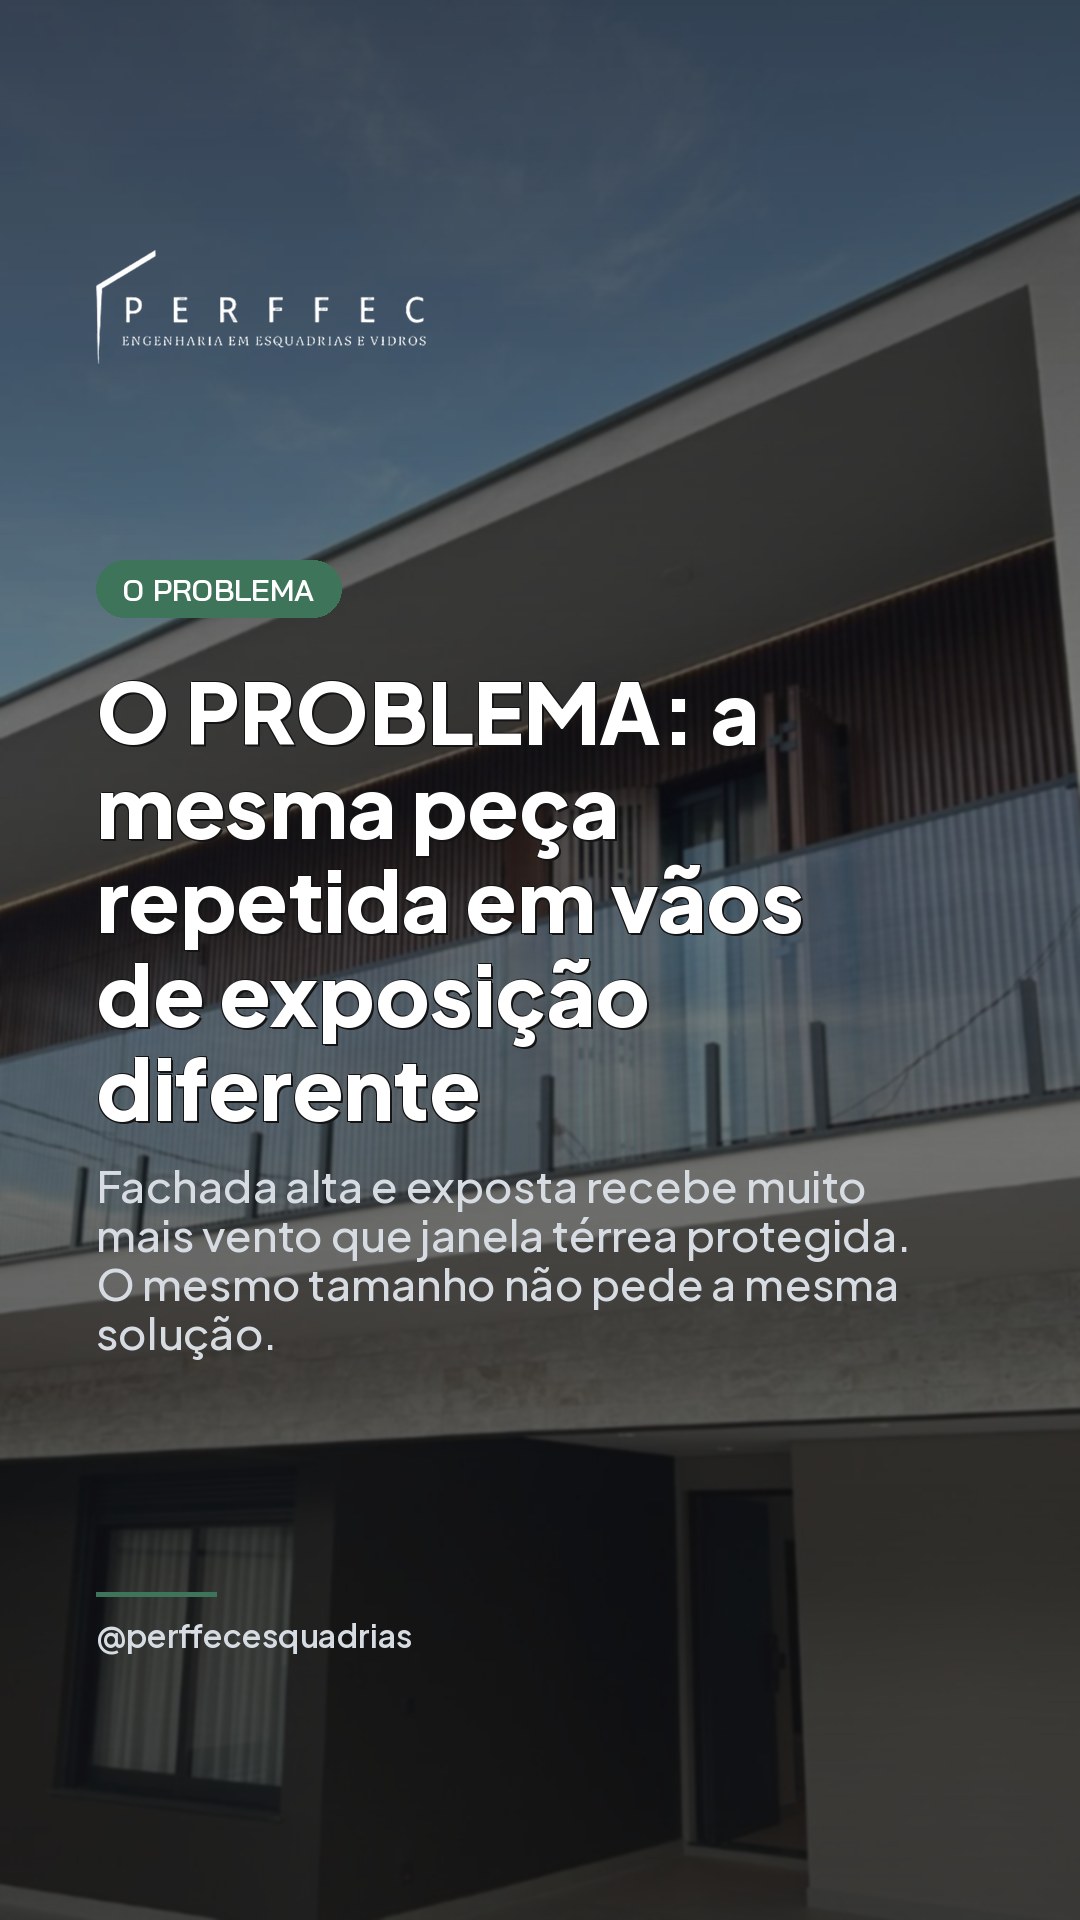 PERFFEC
ENGENHARIA EM ESQUADRIAS E VIDROS
O PROBLEMA
O PROBLEMA: a
mesma peça
repetida em vãos
de exposição
diferente
Fachada alta e exposta recebe muito
mais vento que janela térrea protegida.
O mesmo tamanho não pede a mesma
solução.
@perffecesquadrias